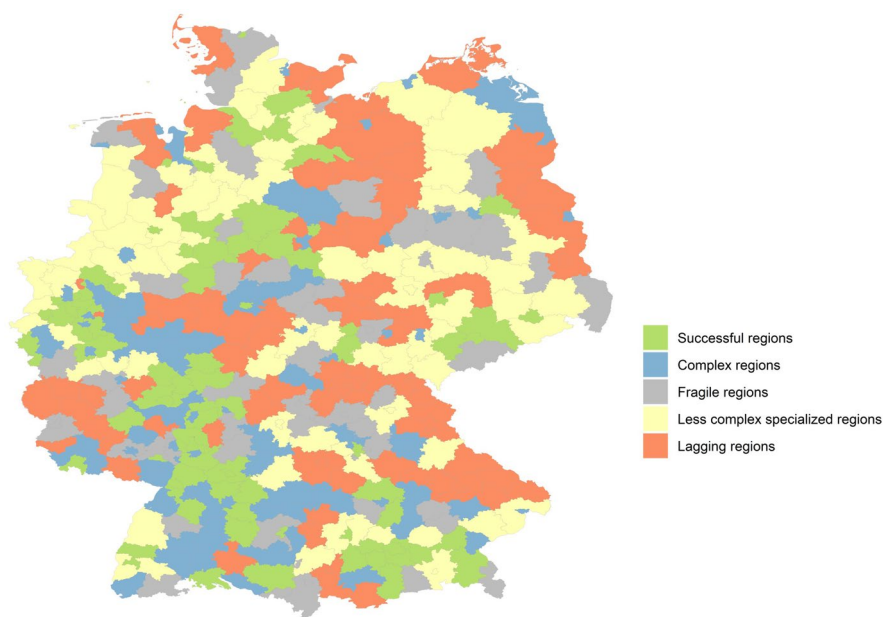 Successful regions
Complex regions
Fragile regions
Less complex specialized regions
Lagging regions